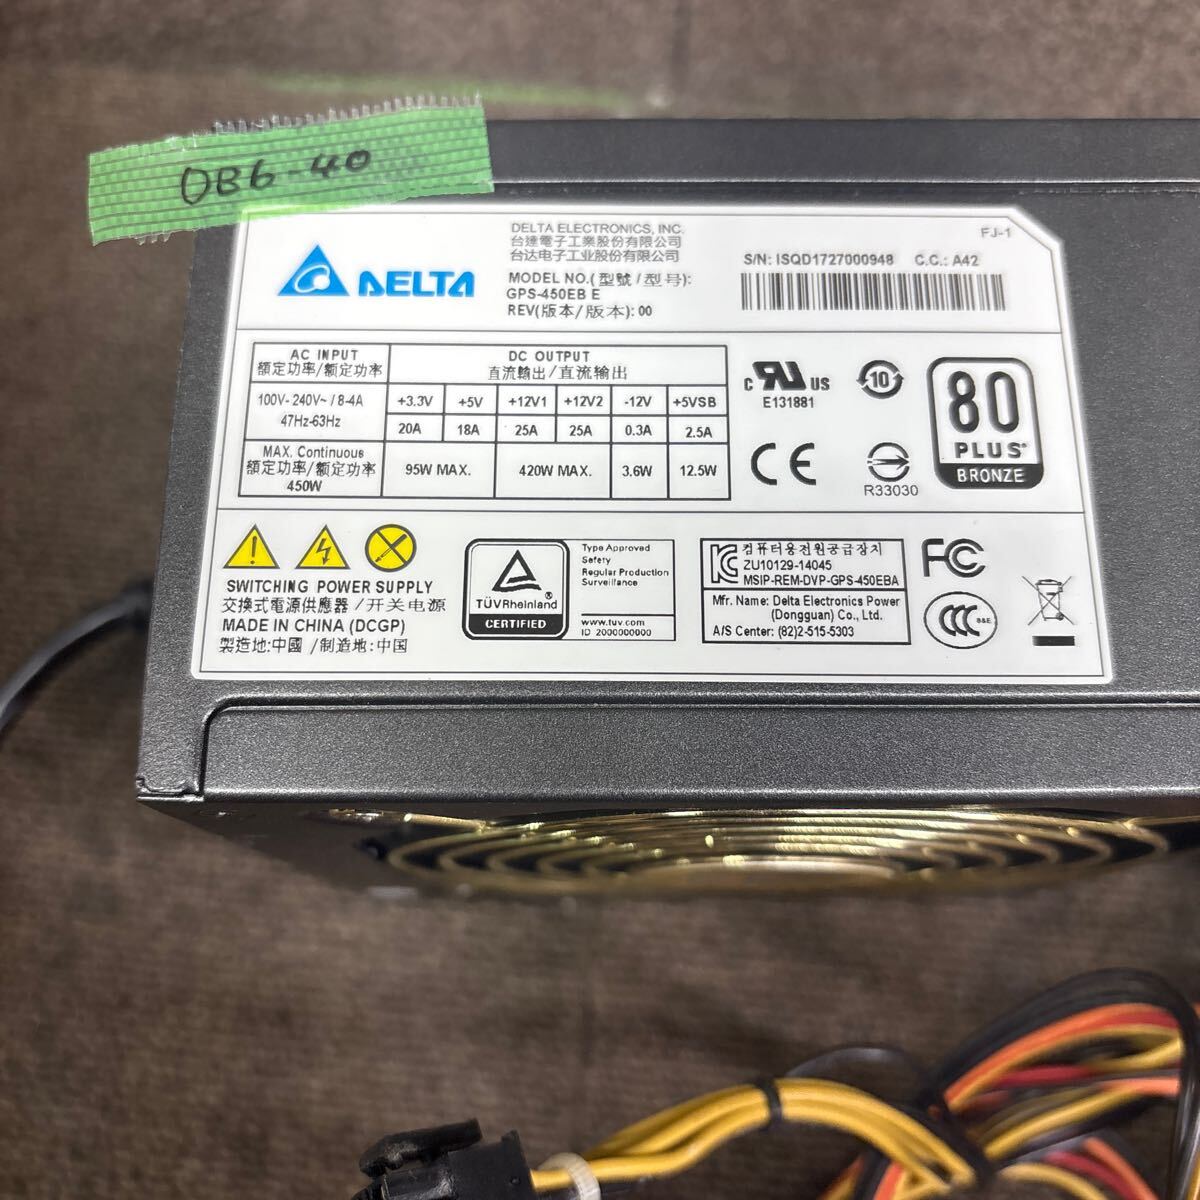 OB6-40
DELTA
DELTA ELECTRONICS, INC.
台達電子工業股份有限公司
台达电子工业股份有限公司
MODEL NO.(型號/型号):
GPS-450EB E
REV(版本/版本): 00
FJ-1
S/N: ISQD1727000948 C.C.: A42
AC INPUT
額定功率/额定功率
DC OUTPUT
直流輸出/直流输出
100V- 240V~ / 8-4A
47Hz-63Hz
+3.3V +5V +12V1 +12V2 -12V +5VSB
20A 18A 25A 25A 0.3A 2.5A
MAX. Continuous
額定功率/额定功率
450W
95W MAX. 420W MAX. 3.6W 12.5W
C RU US
E131881
10
CE
R33030
80
PLUS
BRONZE
SWITCHING POWER SUPPLY
交換式電源供應器/开关电源
MADE IN CHINA (DCGP)
製造地:中國 /制造地:中国
TÜVRheinland®
CERTIFIED
Type Approved
Safety
Regular Production
Surveillance
www.tuv.com
ID 2000000000
컴퓨터용전원공급장치
ZU10129-14045
MSIP-REM-DVP-GPS-450EBA
Mfr. Name: Delta Electronics Power
(Dongguan) Co., Ltd.
A/S Center: (82)2-515-5303
FC
CCC S&E